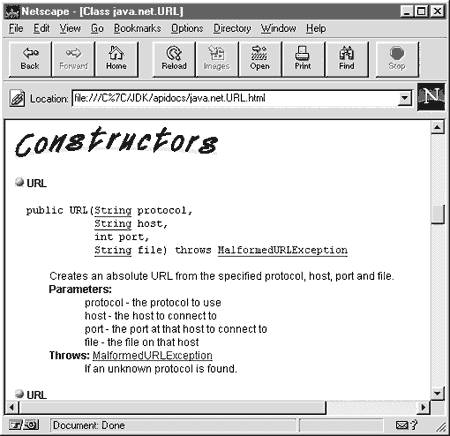 Netscape - [Class java.net.URL]
File Edit View Go Bookmarks Options Directory Window Help
Back Forward Home Reload Images Open Print Find Stop
Location: file:///C%7C/JDK/apidocs/java.net.URL.html
N
Constructors
URL
public URL(String protocol,
String host,
int port,
String file) throws MalformedURLException
Creates an absolute URL from the specified protocol, host, port and file.
Parameters:
protocol - the protocol to use
host - the host to connect to
port - the port at that host to connect to
file - the file on that host
Throws: MalformedURLException
If an unknown protocol is found.
URL
Document: Done
?